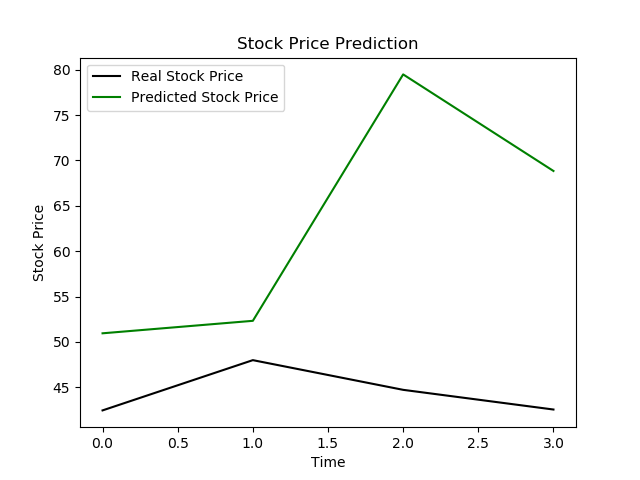 Stock Price Prediction
Real Stock Price
Predicted Stock Price
80
75
70
65
60
55
50
45
Stock Price
0.0 0.5 1.0 1.5 2.0 2.5 3.0
Time